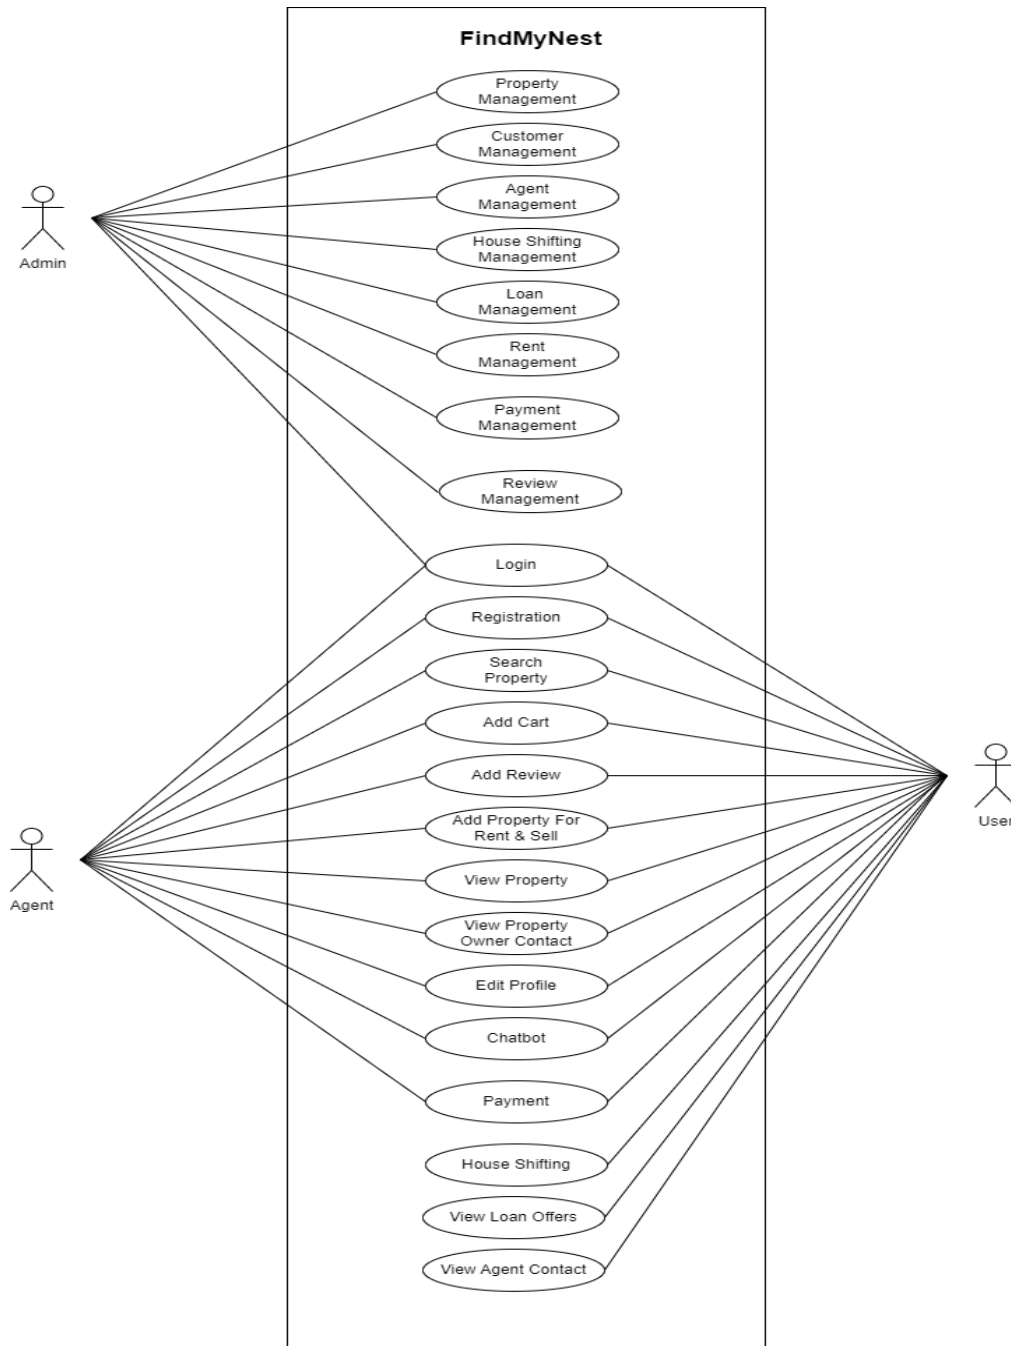 FindMyNest
Property
Management
Customer
Management
Agent
Management
Admin
House Shifting
Management
Loan
Management
Rent
Management
Payment
Management
Review
Management
Login
Registration
Search
Property
Add Cart
Add Review
Add Property For
Rent & Sell
User
View Property
Agent
View Property
Owner Contact
Edit Profile
Chatbot
Payment
House Shifting
View Loan Offers
View Agent Contact